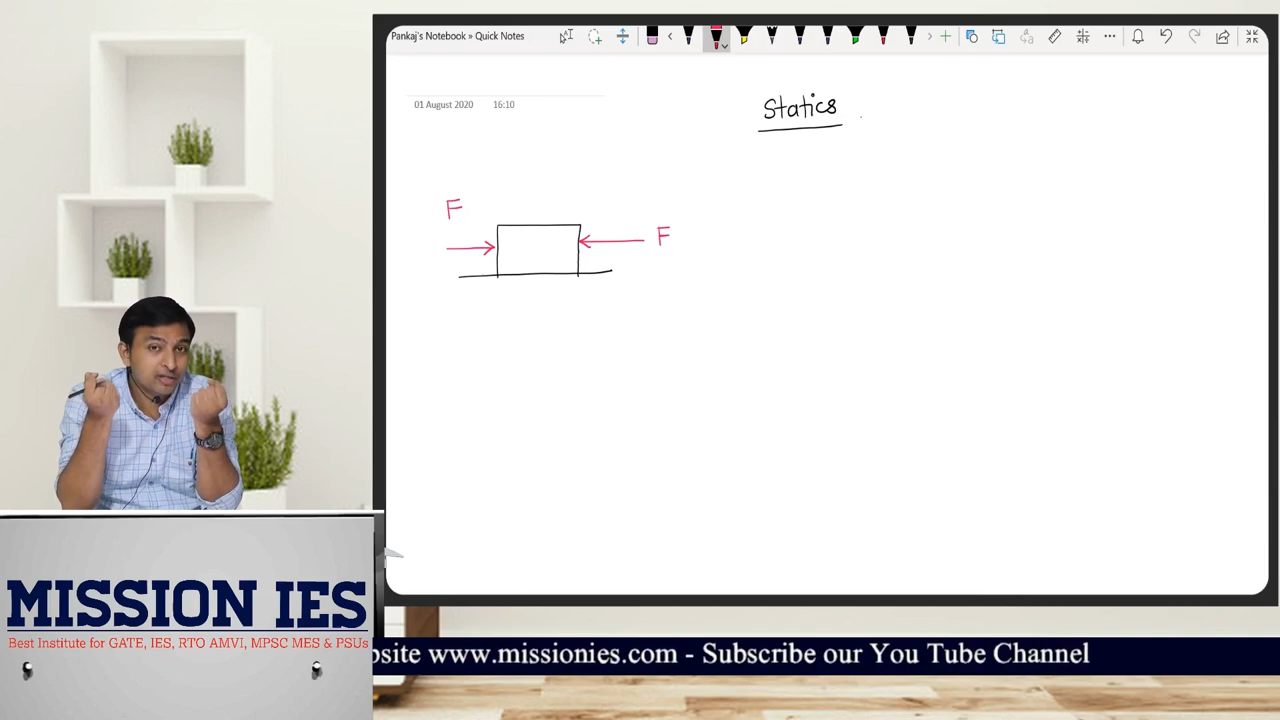 Pankaj's Notebook » Quick Notes
01 August 2020 16:10
Statics
F
F
MISSION IES
Best Institute for GATE, IES, RTO AMVI, MPSC MES & PSUs
site www.missionies.com - Subscribe our You Tube Channel